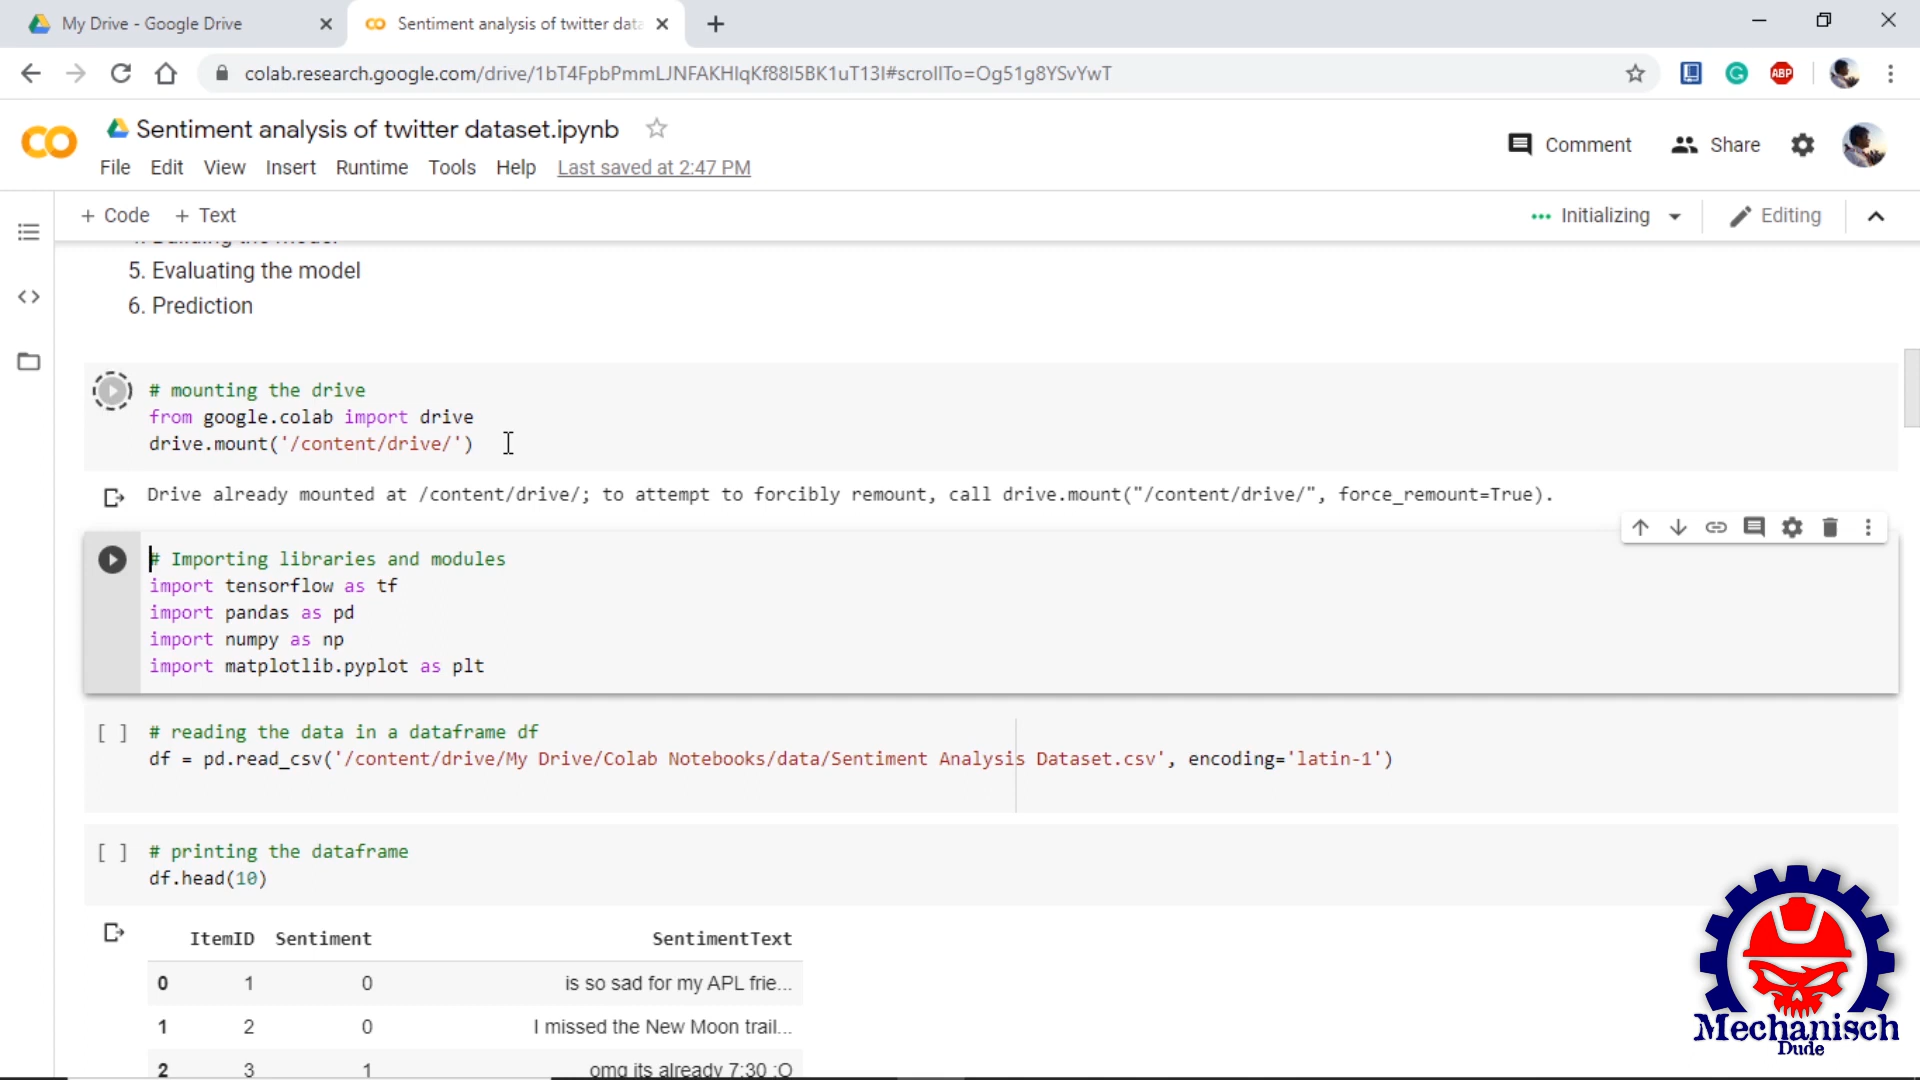 My Drive - Google Drive
Sentiment analysis of twitter data
colab.research.google.com/drive/1bT4FpbPmmLJNFAKHIqKf88I5BK1uT13I#scrollTo=Og51g8YSvYwT
ABP
Sentiment analysis of twitter dataset.ipynb
Comment
Share
File Edit View Insert Runtime Tools Help Last saved at 2:47 PM
+ Code + Text
Initializing
Editing
4. Building the model
5. Evaluating the model
6. Prediction
# mounting the drive
from google.colab import drive
drive.mount('/content/drive/')
Drive already mounted at /content/drive/; to attempt to forcibly remount, call drive.mount("/content/drive/", force_remount=True).
# Importing libraries and modules
import tensorflow as tf
import pandas as pd
import numpy as np
import matplotlib.pyplot as plt
[ ] # reading the data in a dataframe df
df = pd.read_csv('/content/drive/My Drive/Colab Notebooks/data/Sentiment Analysis Dataset.csv', encoding='latin-1')
[ ] # printing the dataframe
df.head(10)
ItemID Sentiment SentimentText
0 1 0 is so sad for my APL frie...
1 2 0 I missed the New Moon trail...
2 3 1 omg its already 7:30 :O
Mechanisch
Dude